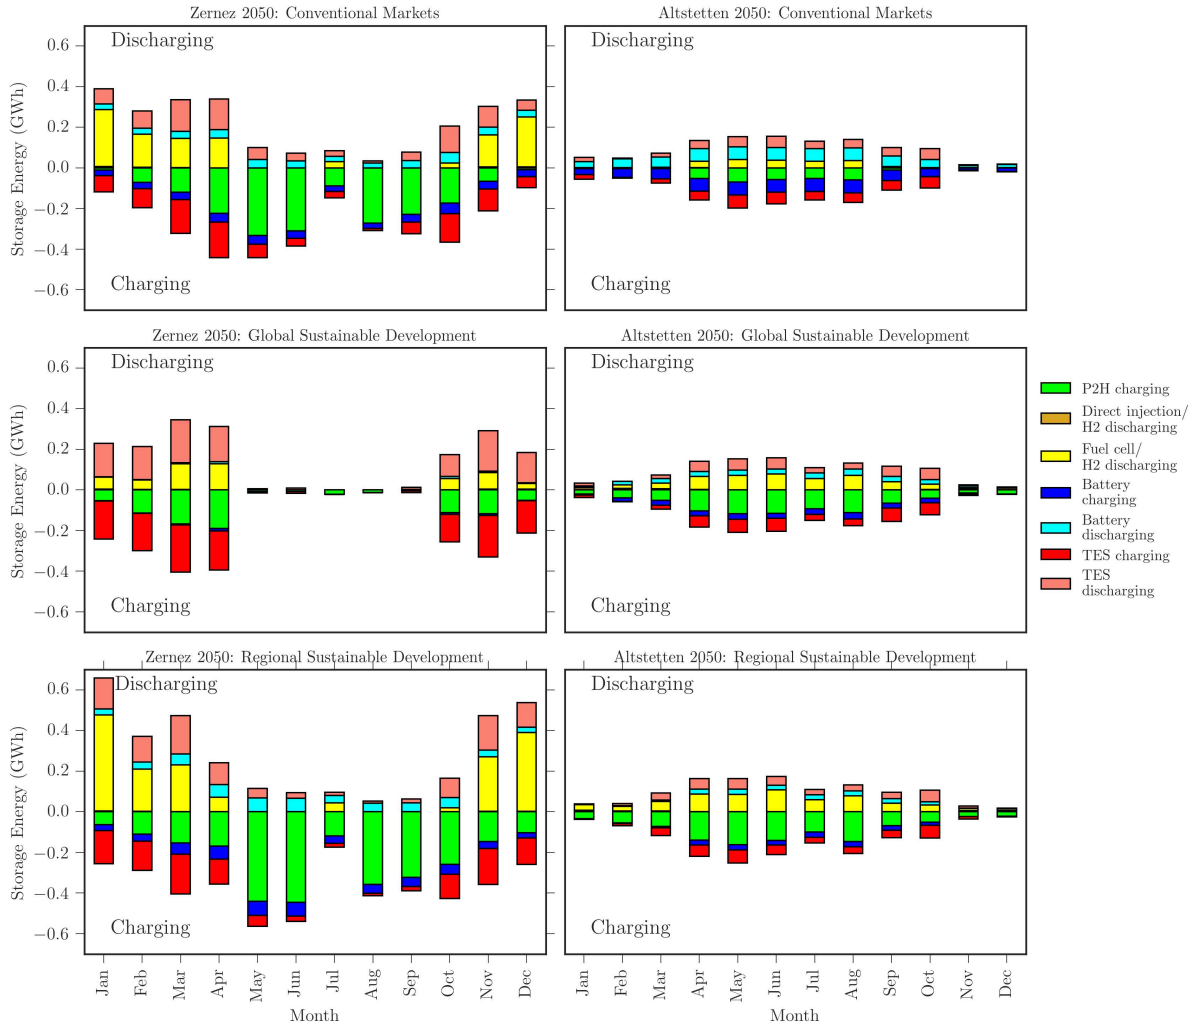 Zernez 2050: Conventional Markets
Altstetten 2050: Conventional Markets
Storage Energy (GWh)
0.6
0.4
0.2
0.0
−0.2
−0.4
−0.6
Discharging
Charging
Discharging
Charging
Zernez 2050: Global Sustainable Development
Altstetten 2050: Global Sustainable Development
Storage Energy (GWh)
0.6
0.4
0.2
0.0
−0.2
−0.4
−0.6
Discharging
Charging
Discharging
Charging
P2H charging
Direct injection/
H2 discharging
Fuel cell/
H2 discharging
Battery
charging
Battery
discharging
TES charging
TES
discharging
Zernez 2050: Regional Sustainable Development
Altstetten 2050: Regional Sustainable Development
Storage Energy (GWh)
0.6
0.4
0.2
0.0
−0.2
−0.4
−0.6
Discharging
Charging
Discharging
Charging
Jan
Feb
Mar
Apr
May
Jun
Jul
Aug
Sep
Oct
Nov
Dec
Month
Jan
Feb
Mar
Apr
May
Jun
Jul
Aug
Sep
Oct
Nov
Dec
Month